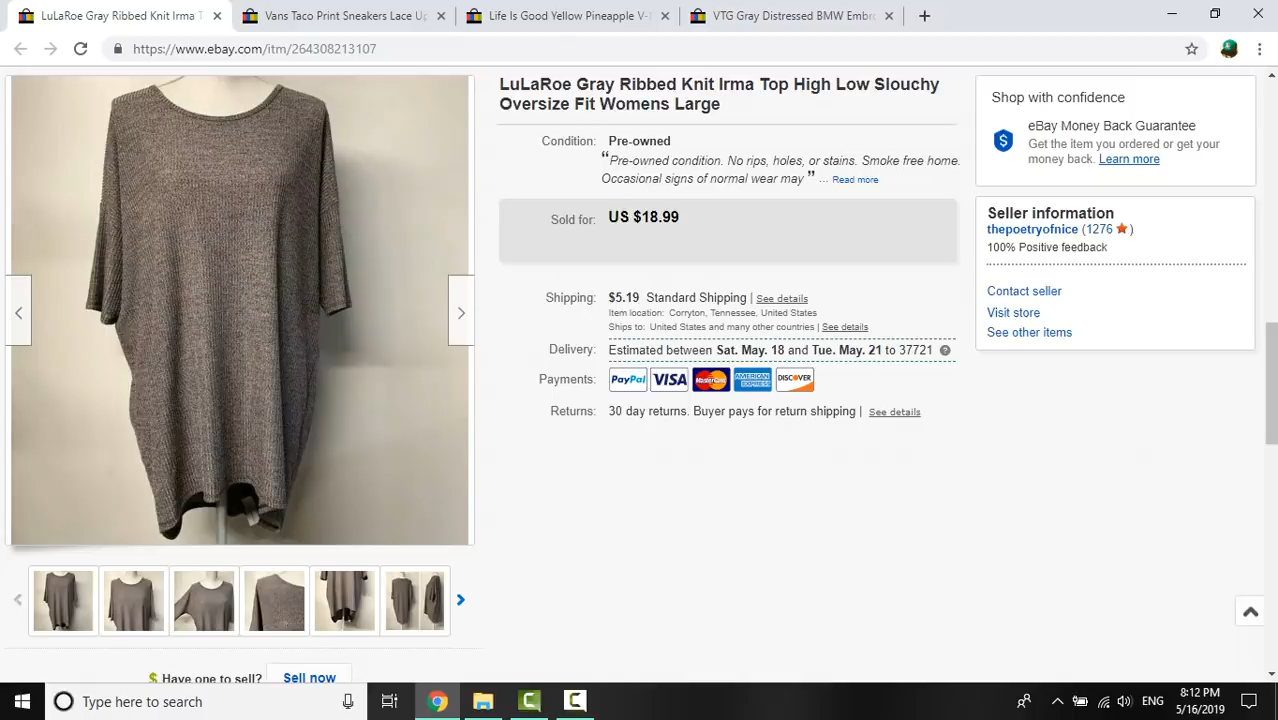 LuLaRoe Gray Ribbed Knit Irma T
Vans Taco Print Sneakers Lace Up
Life Is Good Yellow Pineapple V-
VTG Gray Distressed BMW Embro
https://www.ebay.com/itm/264308213107
LuLaRoe Gray Ribbed Knit Irma Top High Low Slouchy
Oversize Fit Womens Large
Condition: Pre-owned
“Pre-owned condition. No rips, holes, or stains. Smoke free home.
Occasional signs of normal wear may ” ... Read more
Sold for: US $18.99
Shipping: $5.19 Standard Shipping | See details
Item location: Corryton, Tennessee, United States
Ships to: United States and many other countries | See details
Delivery: Estimated between Sat. May. 18 and Tue. May. 21 to 37721
Payments: PayPal VISA MasterCard AMERICAN EXPRESS DISCOVER
Returns: 30 day returns. Buyer pays for return shipping | See details
Shop with confidence
eBay Money Back Guarantee
Get the item you ordered or get your
money back. Learn more
Seller information
thepoetryofnice (1276 )
100% Positive feedback
Contact seller
Visit store
See other items
$ Have one to sell? Sell now
Type here to search
ENG
8:12 PM
5/16/2019